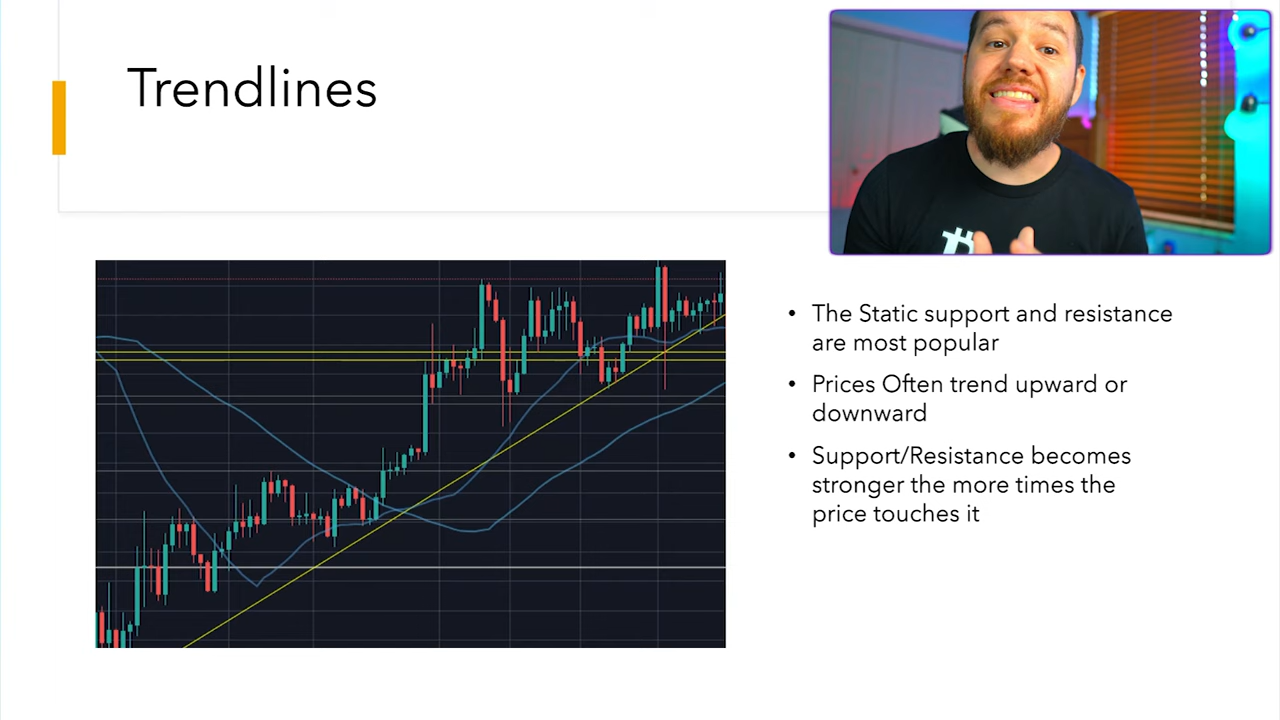 Trendlines
• The Static support and resistance
are most popular
• Prices Often trend upward or
downward
• Support/Resistance becomes
stronger the more times the
price touches it